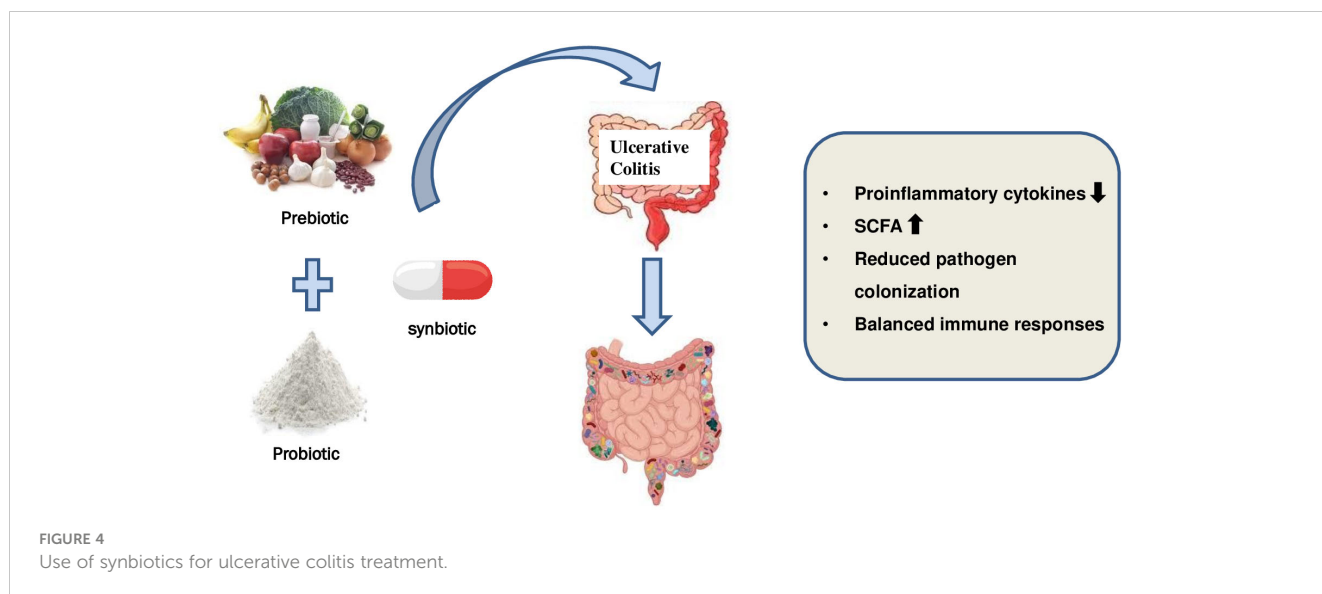 Prebiotic
synbiotic
Probiotic
Ulcerative
Colitis
• Proinflammatory cytokines ⬇
• SCFA ⬆
• Reduced pathogen
colonization
• Balanced immune responses
FIGURE 4
Use of synbiotics for ulcerative colitis treatment.